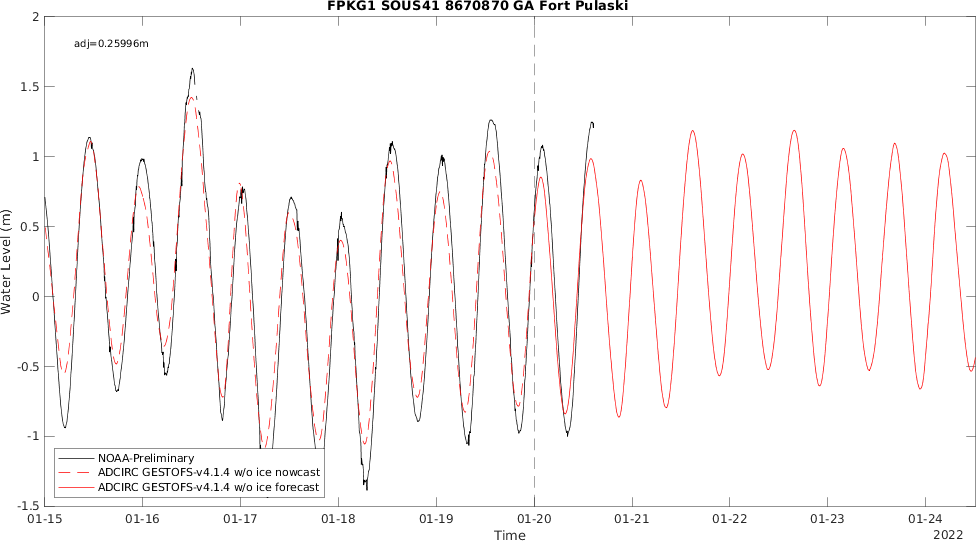 FPKG1 SOUS41 8670870 GA Fort Pulaski
adj=0.25996m
2
1.5
1
0.5
0
-0.5
-1
-1.5
Water Level (m)
NOAA-Preliminary
ADCIRC GESTOFS-v4.1.4 w/o ice nowcast
ADCIRC GESTOFS-v4.1.4 w/o ice forecast
01-15 01-16 01-17 01-18 01-19 01-20 01-21 01-22 01-23 01-24
Time
2022